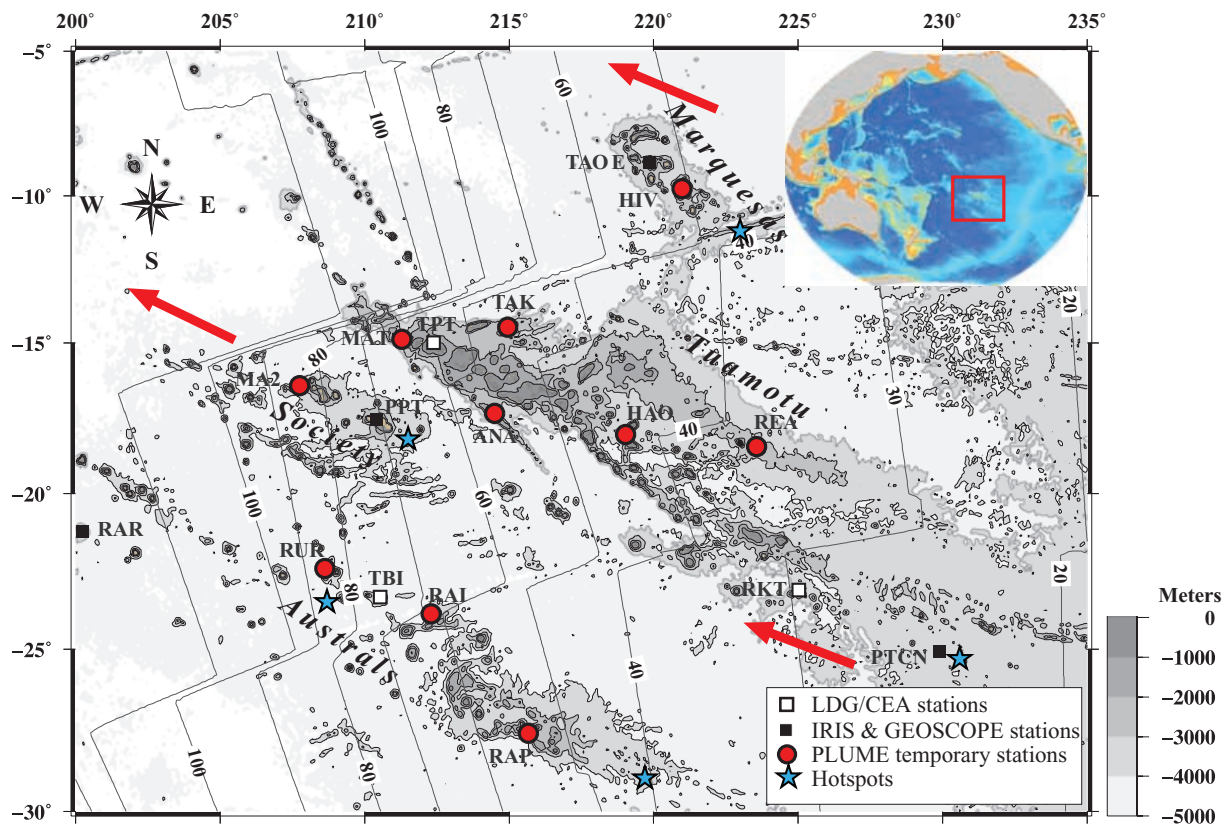 200 205 210 215 220 225 230 235
−5°
−10°
−15°
−20°
−25°
−30°
N
W E
S
100
80
60
Marquesas
TAOE
HIV
40
20
TAK
MAT TPT
80
MA2
Society
PPT
ANA
HAO
40
REA
Tuamotu
30
100
60
RAR
RUR
80
TBI
RAI
Australs
RKT
PTCN
20
40
RAP
100
80
LDG/CEA stations
IRIS & GEOSCOPE stations
PLUME temporary stations
Hotspots
Meters
0
−1000
−2000
−3000
−4000
−5000